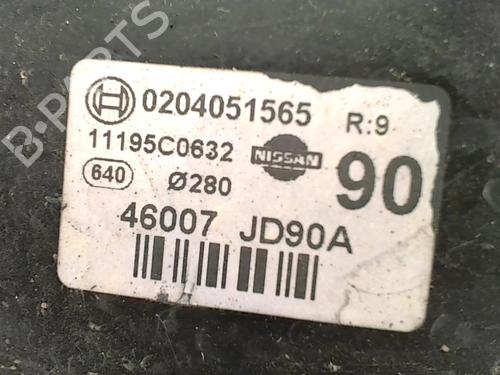 B-PARTS
0204051565 R:9
11195C0632 NISSAN 90
640 Ø280
46007 JD90A